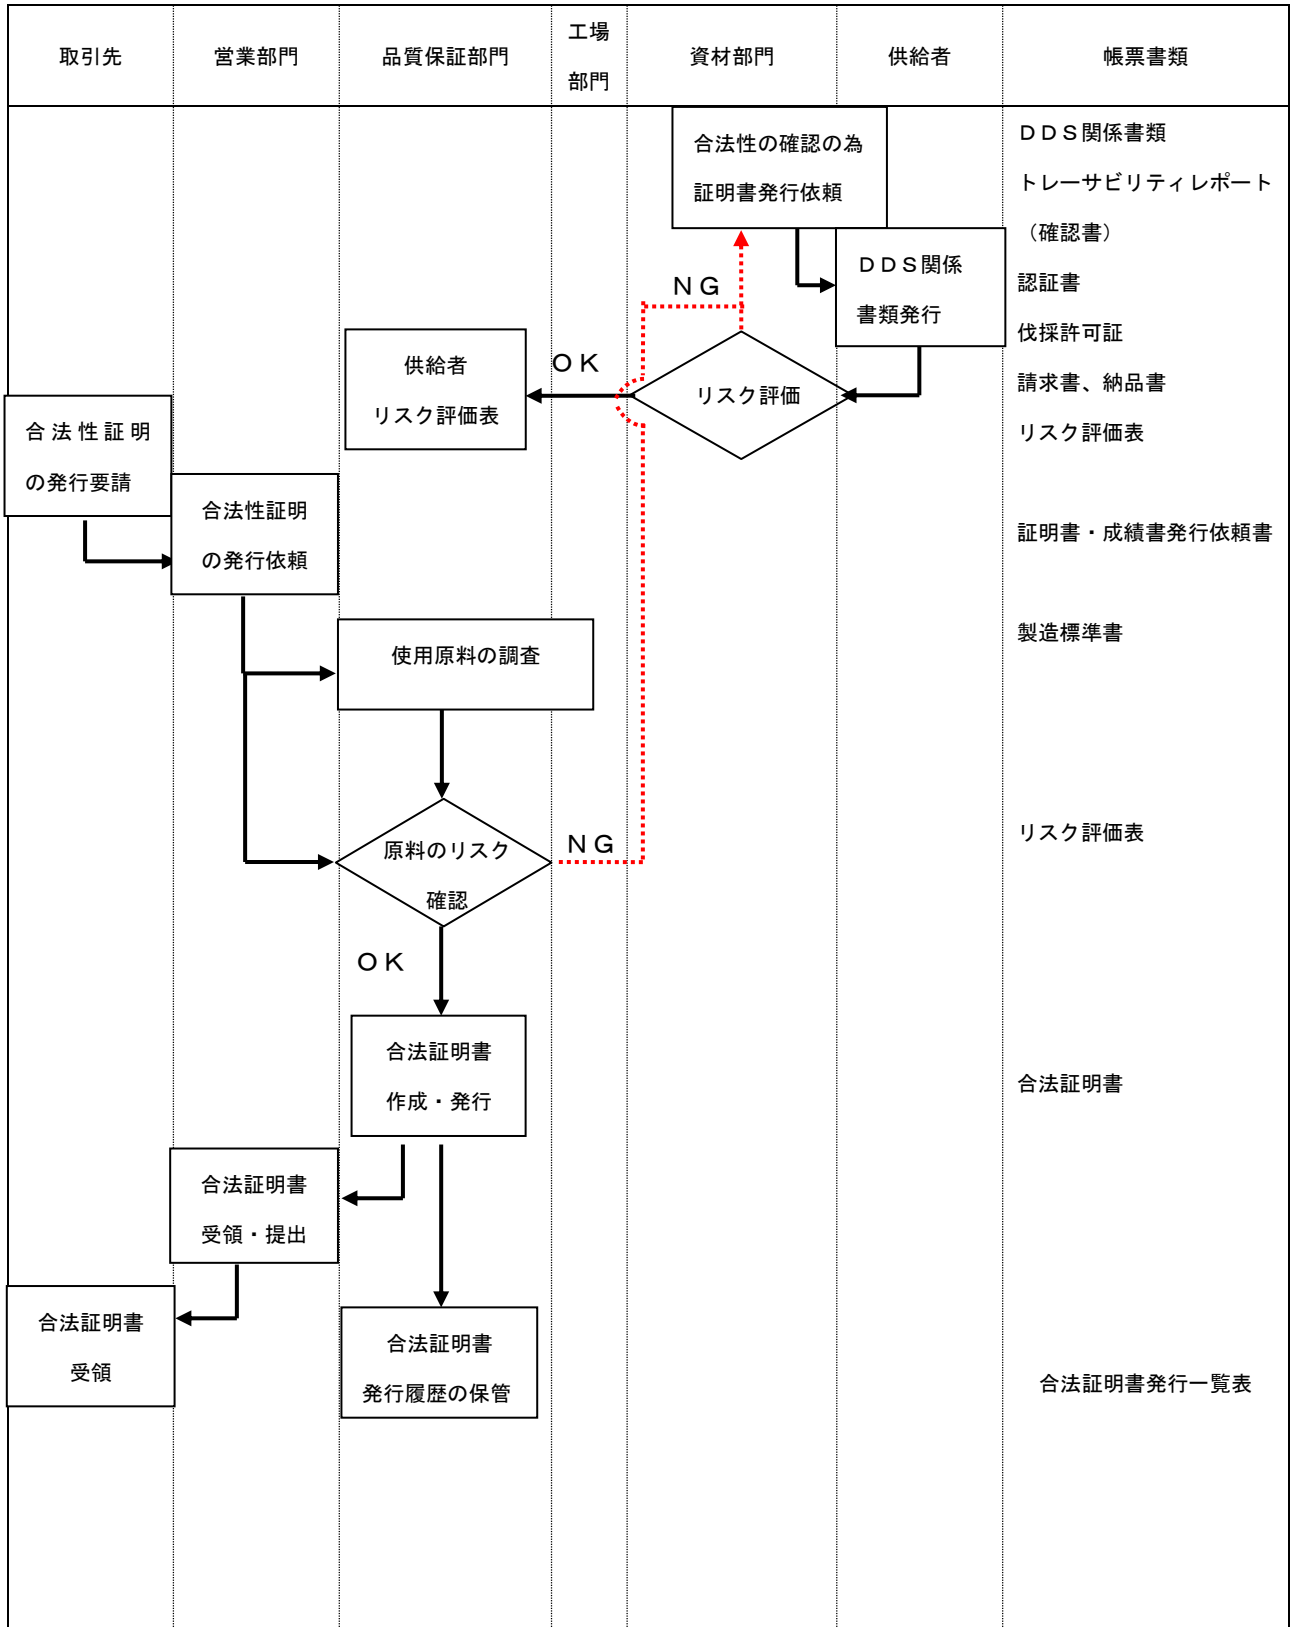 取引先
営業部門
品質保証部門
工場
部門
資材部門
供給者
帳票書類
合法性の確認の為
証明書発行依頼
ＤＤＳ関係書類
トレーサビリティレポート
（確認書）
認証書
伐採許可証
請求書、納品書
リスク評価表
ＤＤＳ関係
書類発行
ＮＧ
リスク評価
ＯＫ
供給者
リスク評価表
合法性証明
の発行要請
合法性証明
の発行依頼
証明書・成績書発行依頼書
使用原料の調査
製造標準書
原料のリスク
確認
ＮＧ
リスク評価表
ＯＫ
合法証明書
作成・発行
合法証明書
合法証明書
受領・提出
合法証明書
受領
合法証明書
発行履歴の保管
合法証明書発行一覧表